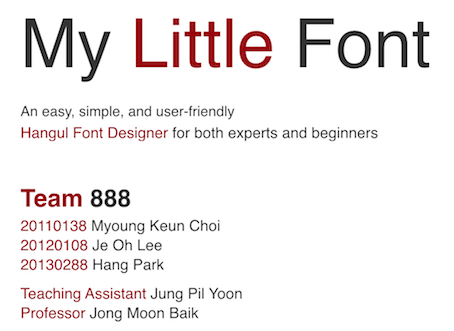 My Little Font
An easy, simple, and user-friendly
Hangul Font Designer for both experts and beginners
Team 888
20110138 Myoung Keun Choi
20120108 Je Oh Lee
20130288 Hang Park
Teaching Assistant Jung Pil Yoon
Professor Jong Moon Baik